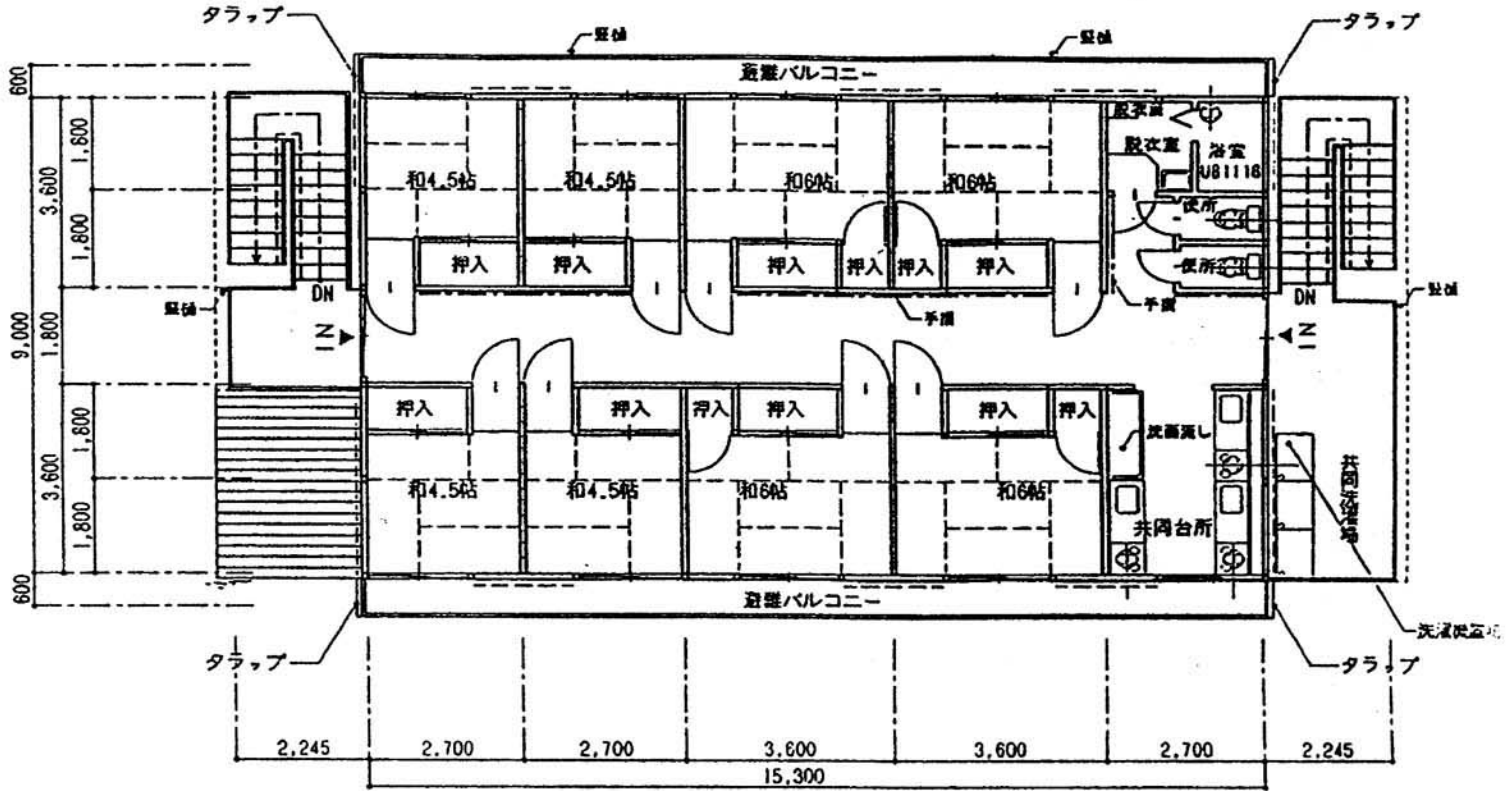 タラップ
竪樋
竪樋
タラップ
避難バルコニー
600
1,800
3,600
1,800
9,000
1,800
1,800
3,600
1,800
600
和4.5帖
和4.5帖
和6帖
和6帖
脱衣室
脱衣室
浴室
UB1116
便所
便所
押入
押入
押入
押入
押入
押入
DN
DN
竪樋
竪樋
手摺
手摺
IN
IN
押入
押入
押入
押入
押入
押入
洗面流し
和4.5帖
和4.5帖
和6帖
和6帖
共同台所
共同洗濯場
避難バルコニー
タラップ
タラップ
2,245
2,700
2,700
3,600
3,600
2,700
2,245
15,300